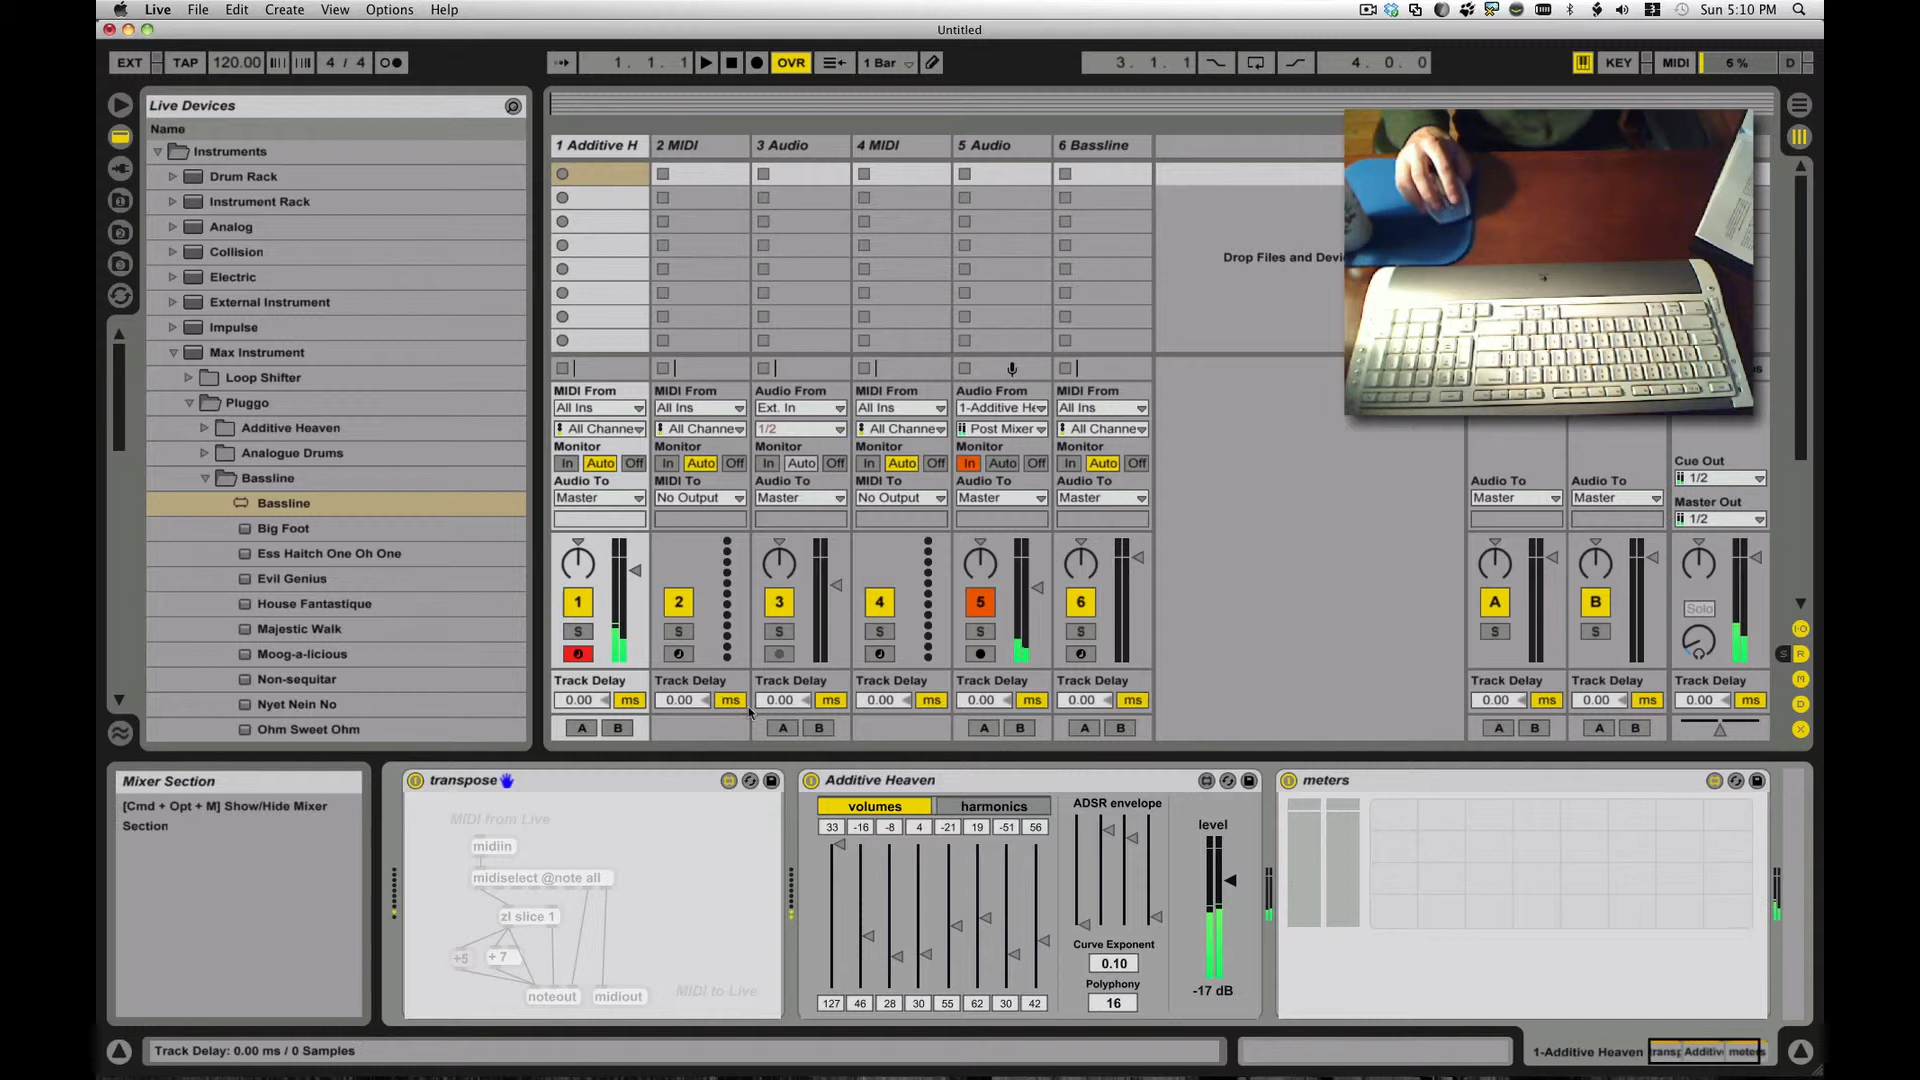 Live File Edit Create View Options Help
Sun 5:10 PM
Untitled
EXT TAP 120.00 4 / 4
1. 1. 1 OVR 1 Bar
3. 1. 1 4. 0. 0
KEY MIDI 6 % D
Live Devices
Name
Instruments
Drum Rack
Instrument Rack
Analog
Collision
Electric
External Instrument
Impulse
Max Instrument
Loop Shifter
Pluggo
Additive Heaven
Analogue Drums
Bassline
Bassline
Big Foot
Ess Haitch One Oh One
Evil Genius
House Fantastique
Majestic Walk
Moog-a-licious
Non-sequitar
Nyet Nein No
Ohm Sweet Ohm
1 Additive H 2 MIDI 3 Audio 4 MIDI 5 Audio 6 Bassline
Drop Files and Devi
MIDI From MIDI From Audio From MIDI From Audio From MIDI From
All Ins All Ins Ext. In All Ins 1-Additive He All Ins
All Channe All Channe 1/2 All Channe Post Mixer All Channe
Monitor Monitor Monitor Monitor Monitor Monitor
In Auto Off In Auto Off In Auto Off In Auto Off In Auto Off In Auto Off
Audio To MIDI To Audio To MIDI To Audio To Audio To
Master No Output Master No Output Master Master
Cue Out
1/2
Audio To Audio To Master Out
Master Master 1/2
1 2 3 4 5 6 A B Solo
S S S S S S S S
Track Delay Track Delay Track Delay Track Delay Track Delay Track Delay Track Delay Track Delay Track Delay
0.00 ms 0.00 ms 0.00 ms 0.00 ms 0.00 ms 0.00 ms 0.00 ms 0.00 ms 0.00 ms
A B A B A B A B A B A B
I·O
S R
M
D
X
Mixer Section
[Cmd + Opt + M] Show/Hide Mixer
Section
transpose
MIDI from Live
midiin
midiselect @note all
zl slice 1
+5 + 7
noteout midiout
MIDI to Live
Additive Heaven
volumes harmonics
33 -16 -8 4 -21 19 -51 56
127 46 28 30 55 62 30 42
ADSR envelope
Curve Exponent
0.10
Polyphony
16
level
-17 dB
meters
Track Delay: 0.00 ms / 0 Samples
1-Additive Heaven transp Additiv meters